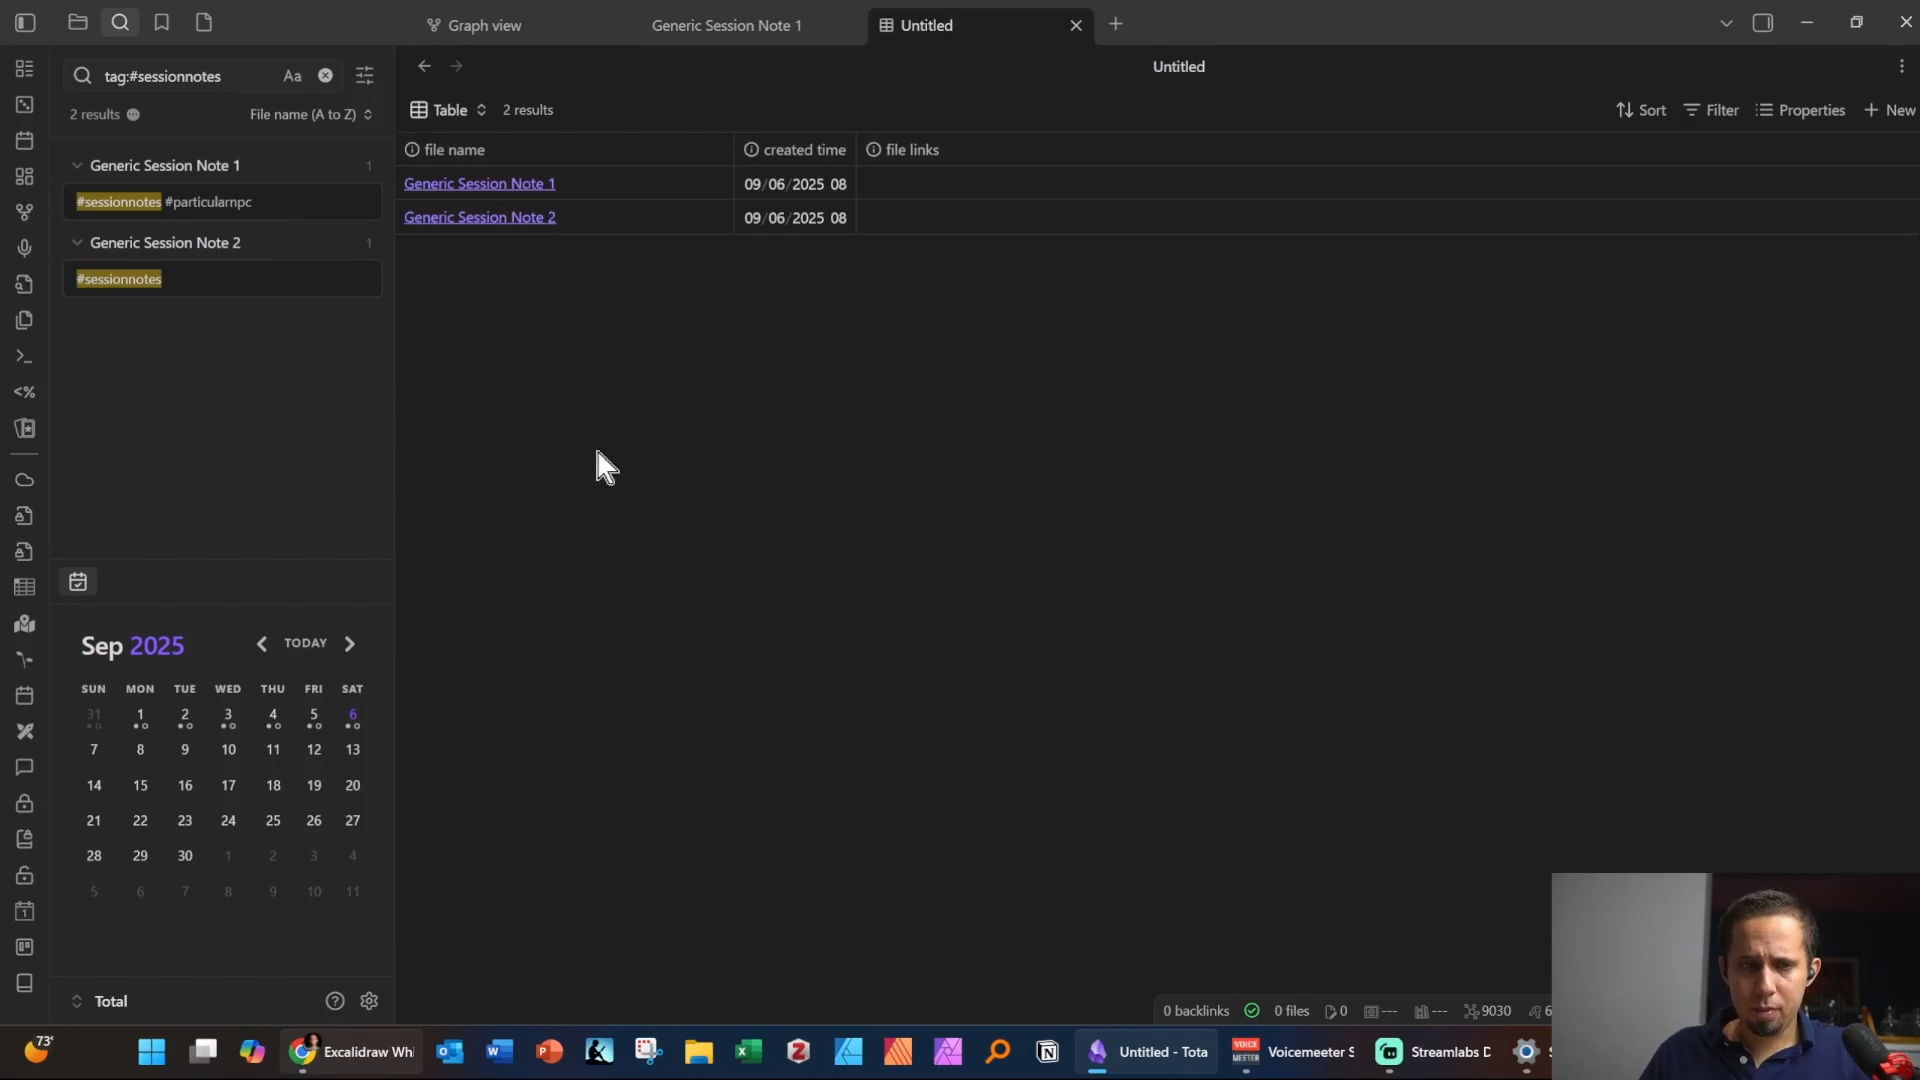 Graph view
Generic Session Note 1
Untitled
tag:#sessionnotes
Aa
2 results
File name (A to Z)
Generic Session Note 1
1
#sessionnotes #particularnpc
Generic Session Note 2
1
#sessionnotes
Untitled
Table
2 results
Sort
Filter
Properties
New
file name
created time
file links
Generic Session Note 1
09/06/2025 08
Generic Session Note 2
09/06/2025 08
<%
Sep 2025
TODAY
SUN MON TUE WED THU FRI SAT
31 1 2 3 4 5 6
7 8 9 10 11 12 13
14 15 16 17 18 19 20
21 22 23 24 25 26 27
28 29 30 1 2 3 4
5 6 7 8 9 10 11
Total
0 backlinks
0 files
0
---
---
9030
6
73°
Excalidraw Whi
Untitled - Tota
VOICE
MEETER
Voicemeeter S
Streamlabs D